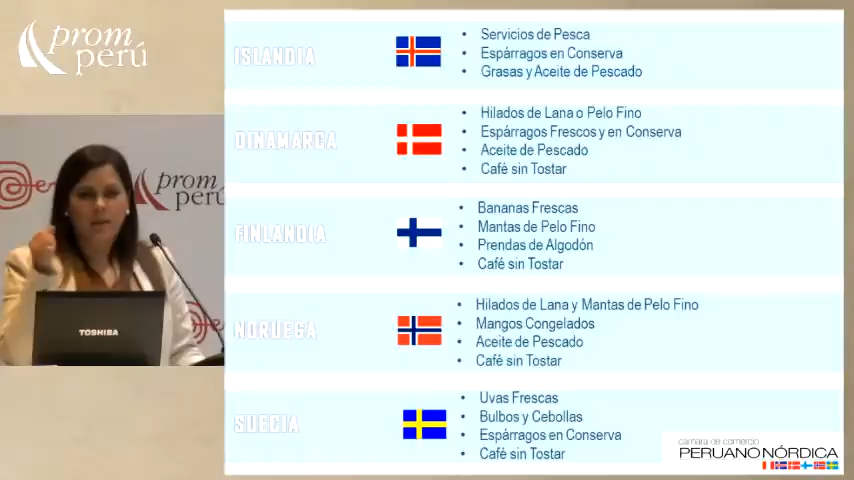 prom
perú
prom
perú
TOSHIBA
ISLANDIA
• Servicios de Pesca
• Espárragos en Conserva
• Grasas y Aceite de Pescado
DINAMARCA
• Hilados de Lana o Pelo Fino
• Espárragos Frescos y en Conserva
• Aceite de Pescado
• Café sin Tostar
FINLANDIA
• Bananas Frescas
• Mantas de Pelo Fino
• Prendas de Algodón
• Café sin Tostar
NORUEGA
• Hilados de Lana y Mantas de Pelo Fino
• Mangos Congelados
• Aceite de Pescado
• Café sin Tostar
SUECIA
• Uvas Frescas
• Bulbos y Cebollas
• Espárragos en Conserva
• Café sin Tostar
cámara de comercio
PERUANO NÓRDICA